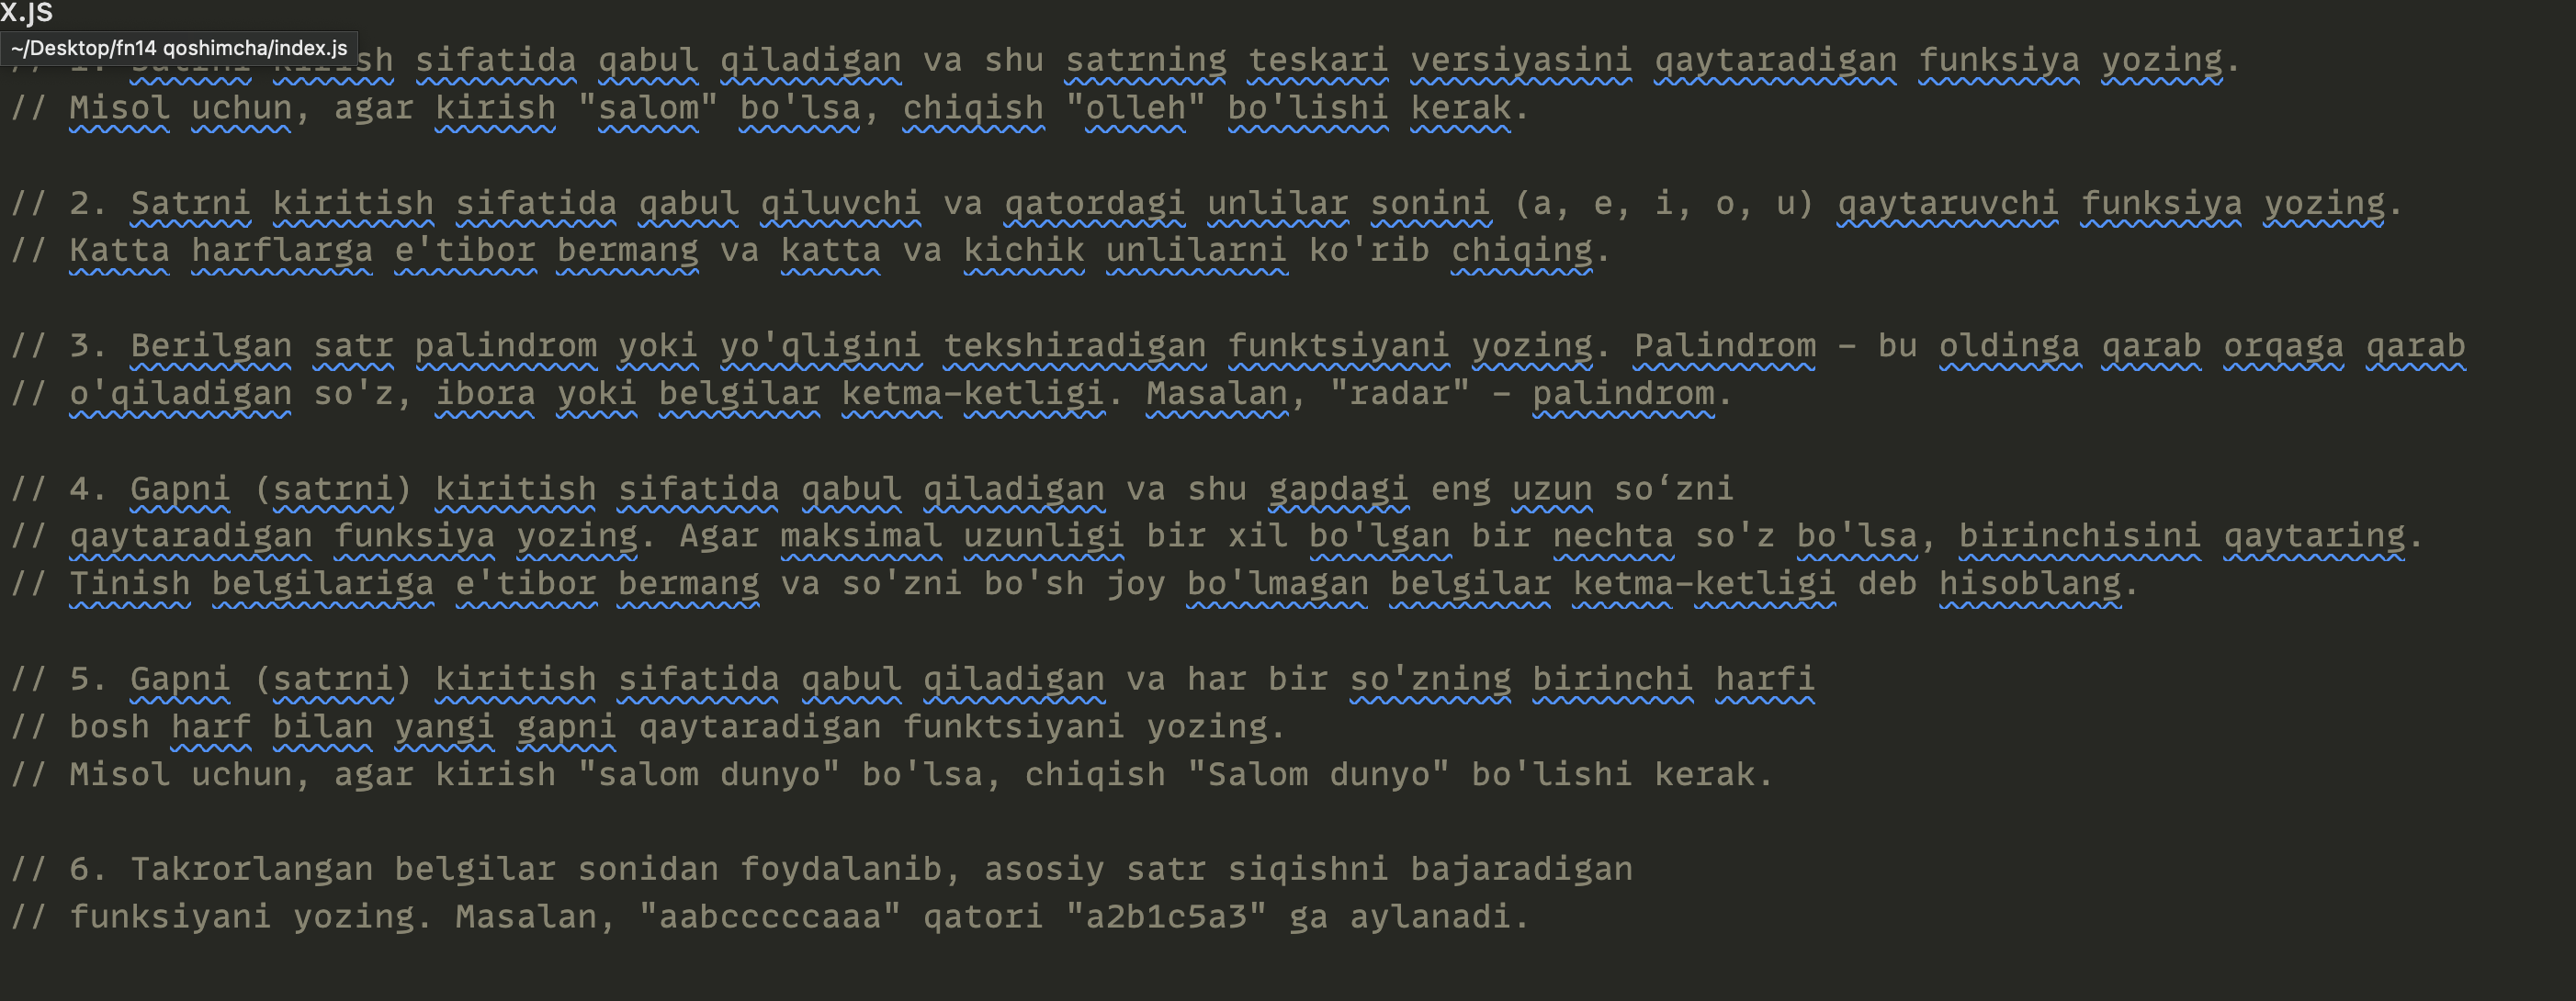 X.JS
~/Desktop/fn14 qoshimcha/index.js
// 1. Satrni kirish sifatida qabul qiladigan va shu satrning teskari versiyasini qaytaradigan funksiya yozing.
// Misol uchun, agar kirish "salom" bo'lsa, chiqish "olleh" bo'lishi kerak.
// 2. Satrni kiritish sifatida qabul qiluvchi va qatordagi unlilar sonini (a, e, i, o, u) qaytaruvchi funksiya yozing.
// Katta harflarga e'tibor bermang va katta va kichik unlilarni ko'rib chiqing.
// 3. Berilgan satr palindrom yoki yo'qligini tekshiradigan funktsiyani yozing. Palindrom - bu oldinga qarab orqaga qarab
// o'qiladigan so'z, ibora yoki belgilar ketma-ketligi. Masalan, "radar" - palindrom.
// 4. Gapni (satrni) kiritish sifatida qabul qiladigan va shu gapdagi eng uzun so‘zni
// qaytaradigan funksiya yozing. Agar maksimal uzunligi bir xil bo'lgan bir nechta so'z bo'lsa, birinchisini qaytaring.
// Tinish belgilariga e'tibor bermang va so'zni bo'sh joy bo'lmagan belgilar ketma-ketligi deb hisoblang.
// 5. Gapni (satrni) kiritish sifatida qabul qiladigan va har bir so'zning birinchi harfi
// bosh harf bilan yangi gapni qaytaradigan funktsiyani yozing.
// Misol uchun, agar kirish "salom dunyo" bo'lsa, chiqish "Salom dunyo" bo'lishi kerak.
// 6. Takrorlangan belgilar sonidan foydalanib, asosiy satr siqishni bajaradigan
// funksiyani yozing. Masalan, "aabcccccaaa" qatori "a2b1c5a3" ga aylanadi.